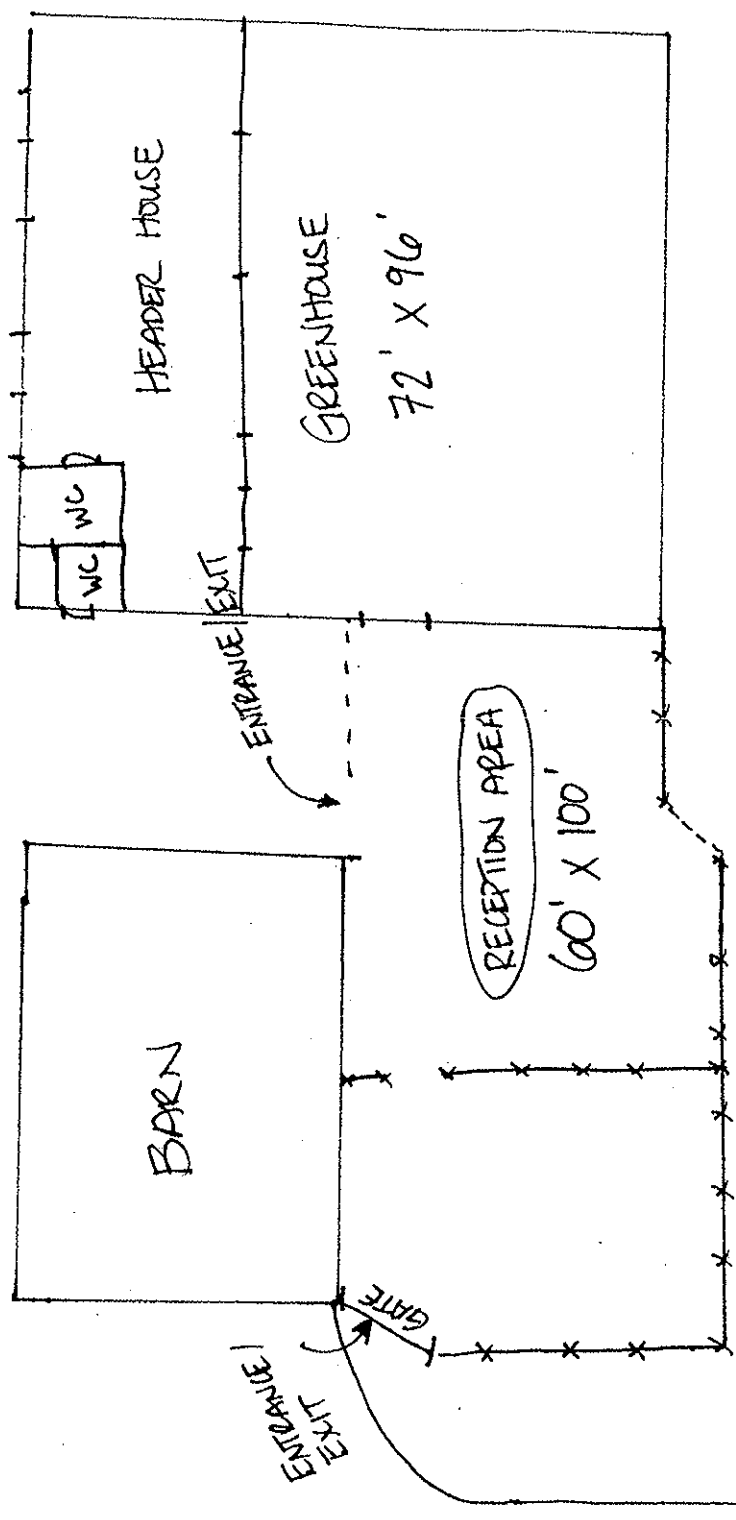 HEADER HOUSE
WC
WC
GREENHOUSE
72' X 96'
ENTRANCE/EXIT
BARN
RECEPTION AREA
60' X 100'
GATE
ENTRANCE/
EXIT